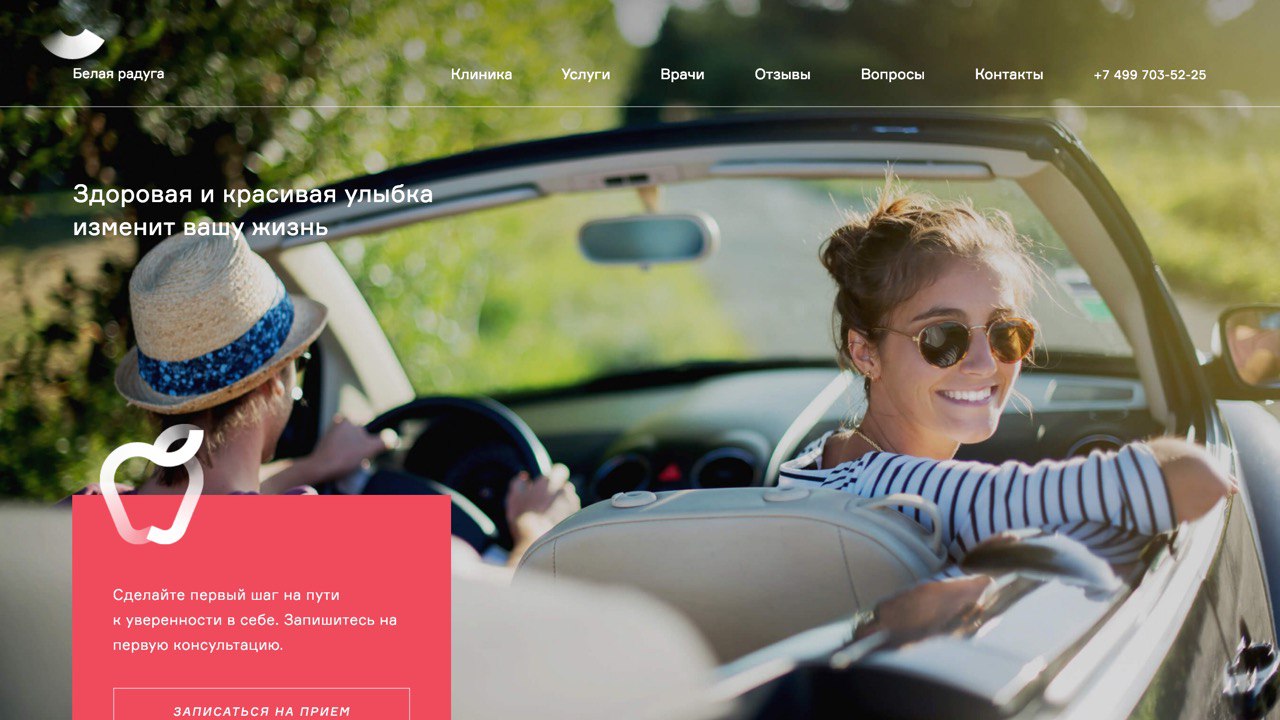 Белая радуга
Клиника
Услуги
Врачи
Отзывы
Вопросы
Контакты
+7 499 703-52-25
Здоровая и красивая улыбка
изменит вашу жизнь
Сделайте первый шаг на пути
к уверенности в себе. Запишитесь на
первую консультацию.
ЗАПИСАТЬСЯ НА ПРИЕМ